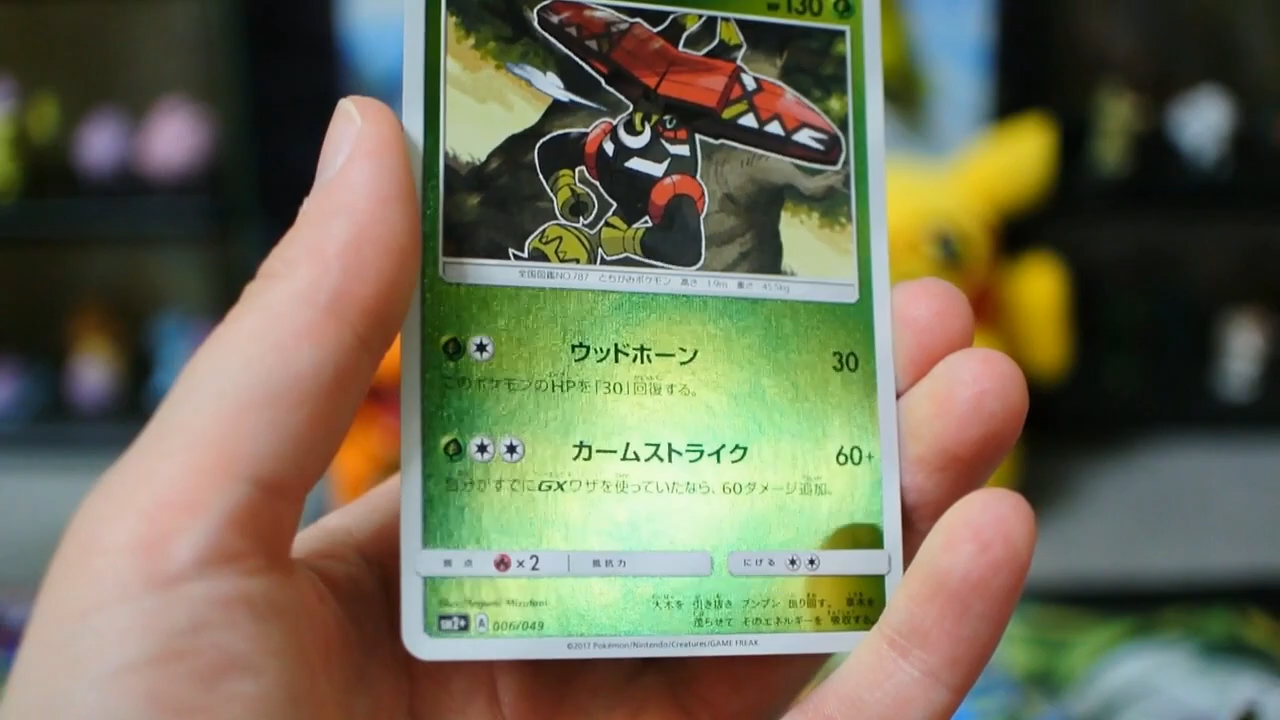 HP 130
全国図鑑NO.787 とちがみポケモン 高さ 1.9m 重さ 45.5kg
ウッドホーン 30
このポケモンのHPを「30」回復する。
カームストライク 60+
自分がすでにGXワザを使っていたなら、60ダメージ追加。
弱点 ×2 抵抗力 にげる
大木を 引き抜き ブンブン 振り回す。 草木を
茂らせて そのエネルギーを 吸収する。
Illus. Megumi Mizutani
SM2+ A 006/049
©2017 Pokémon/Nintendo/Creatures/GAME FREAK